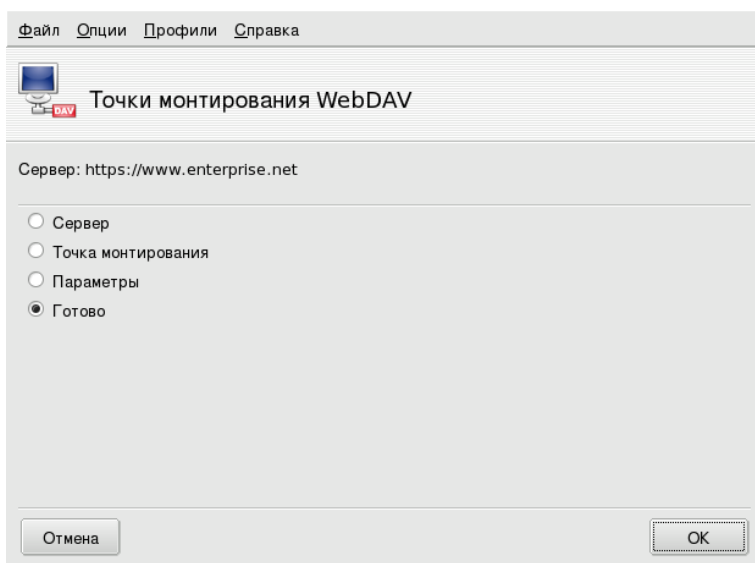 Файл Опции Профили Справка
DAV
Точки монтирования WebDAV
Сервер: https://www.enterprise.net
Сервер
Точка монтирования
Параметры
Готово
Отмена OK